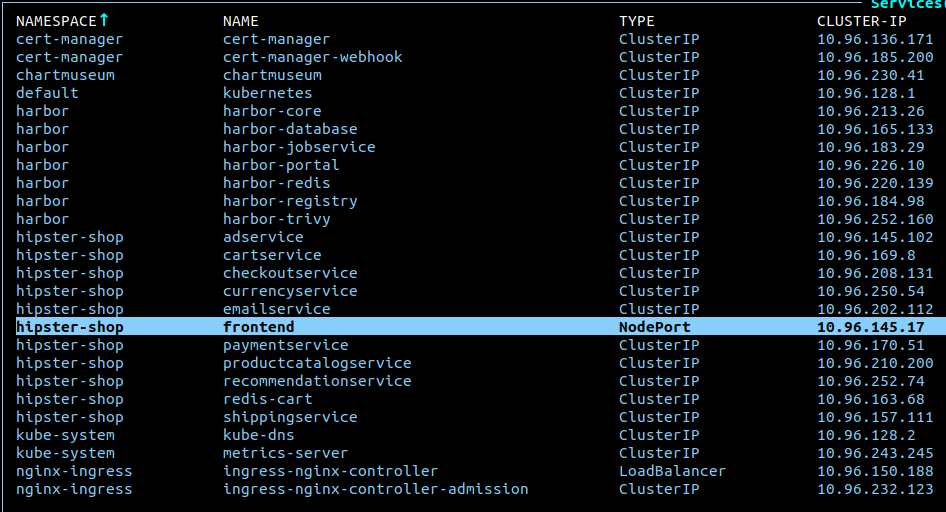 Services(
NAMESPACE↑ NAME TYPE CLUSTER-IP
cert-manager cert-manager ClusterIP 10.96.136.171
cert-manager cert-manager-webhook ClusterIP 10.96.185.200
chartmuseum chartmuseum ClusterIP 10.96.230.41
default kubernetes ClusterIP 10.96.128.1
harbor harbor-core ClusterIP 10.96.213.26
harbor harbor-database ClusterIP 10.96.165.133
harbor harbor-jobservice ClusterIP 10.96.183.29
harbor harbor-portal ClusterIP 10.96.226.10
harbor harbor-redis ClusterIP 10.96.220.139
harbor harbor-registry ClusterIP 10.96.184.98
harbor harbor-trivy ClusterIP 10.96.252.160
hipster-shop adservice ClusterIP 10.96.145.102
hipster-shop cartservice ClusterIP 10.96.169.8
hipster-shop checkoutservice ClusterIP 10.96.208.131
hipster-shop currencyservice ClusterIP 10.96.250.54
hipster-shop emailservice ClusterIP 10.96.202.112
hipster-shop frontend NodePort 10.96.145.17
hipster-shop paymentservice ClusterIP 10.96.170.51
hipster-shop productcatalogservice ClusterIP 10.96.210.200
hipster-shop recommendationservice ClusterIP 10.96.252.74
hipster-shop redis-cart ClusterIP 10.96.163.68
hipster-shop shippingservice ClusterIP 10.96.157.111
kube-system kube-dns ClusterIP 10.96.128.2
kube-system metrics-server ClusterIP 10.96.243.245
nginx-ingress ingress-nginx-controller LoadBalancer 10.96.150.188
nginx-ingress ingress-nginx-controller-admission ClusterIP 10.96.232.123